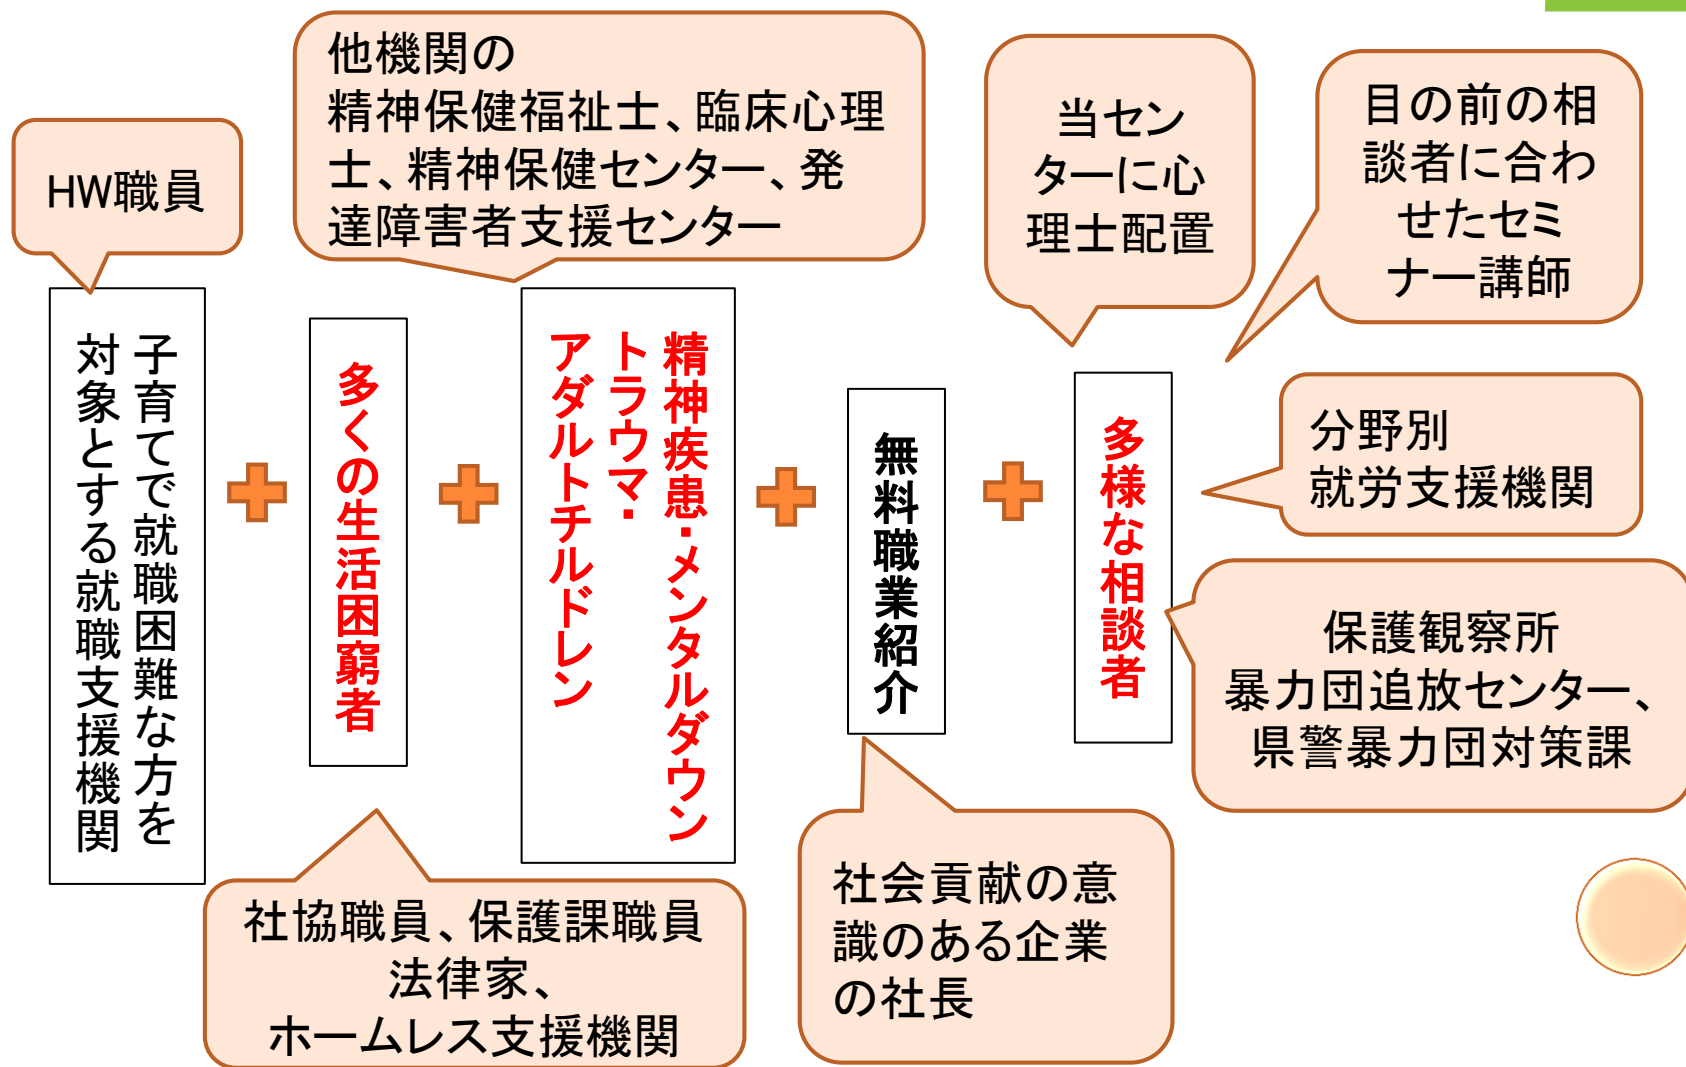 HW職員
他機関の
精神保健福祉士、臨床心理
士、精神保健センター、発
達障害者支援センター
当セン
ターに心
理士配置
目の前の相
談者に合わ
せたセミ
ナー講師
子育てで就職困難な方を
対象とする就職支援機関
多くの生活困窮者
精神疾患・メンタルダウン
トラウマ・
アダルトチルドレン
無料職業紹介
多様な相談者
分野別
就労支援機関
保護観察所
暴力団追放センター、
県警暴力団対策課
社協職員、保護課職員
法律家、
ホームレス支援機関
社会貢献の意
識のある企業
の社長